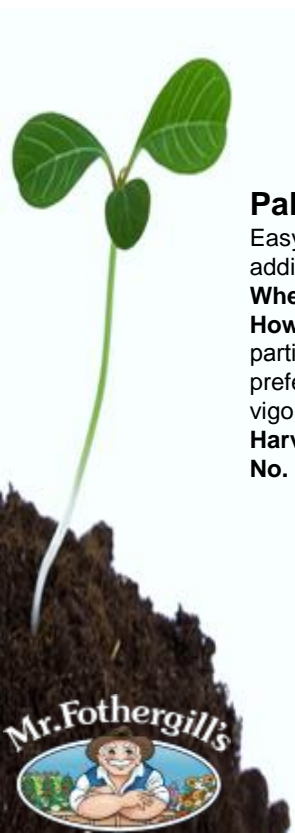 Pal
Easy
addi
Whe
How
parti
prefe
vigo
Harv
No.
Mr.Fothergill's